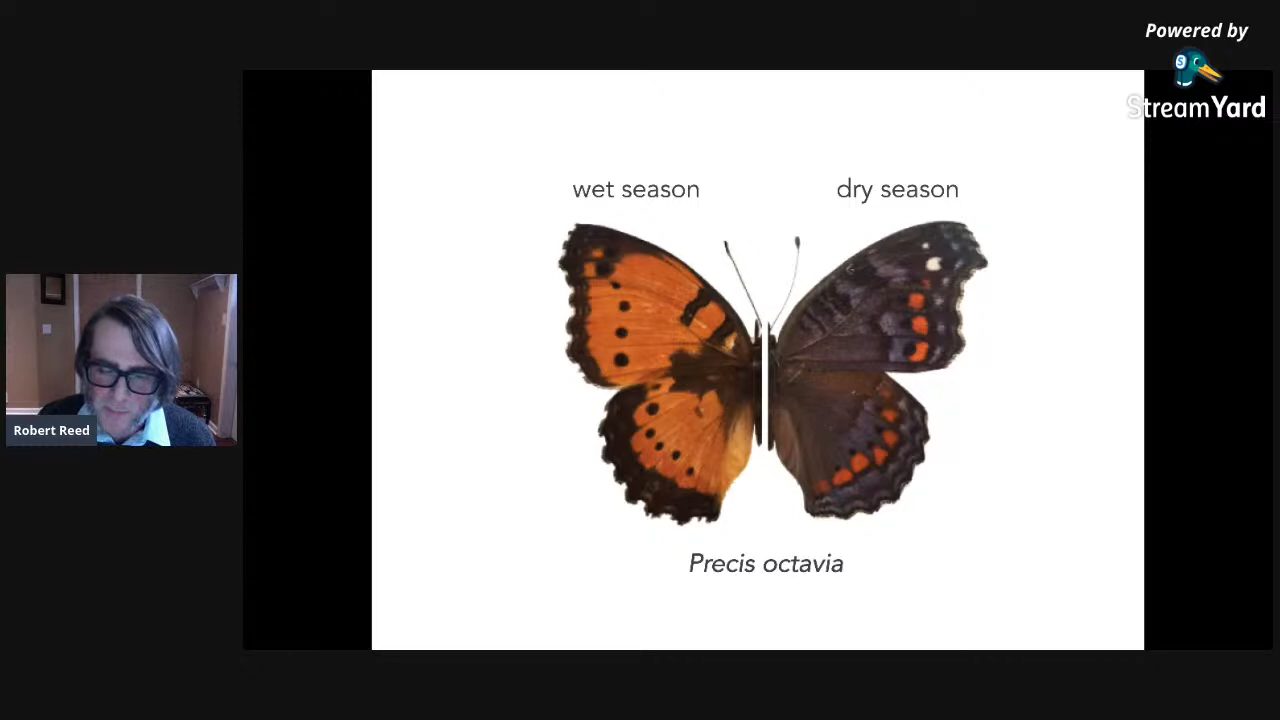 Powered by
StreamYard
wet season
dry season
Robert Reed
Precis octavia